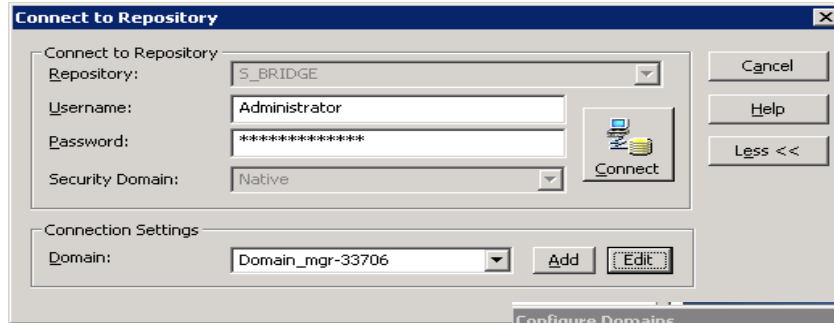 Connect to Repository
Connect to Repository
Repository: S_BRIDGE
Username: Administrator
Password: *************
Security Domain: Native
Connect
Cancel
Help
Less <<
Connection Settings
Domain: Domain_mgr-33706 Add Edit
Configure Domains